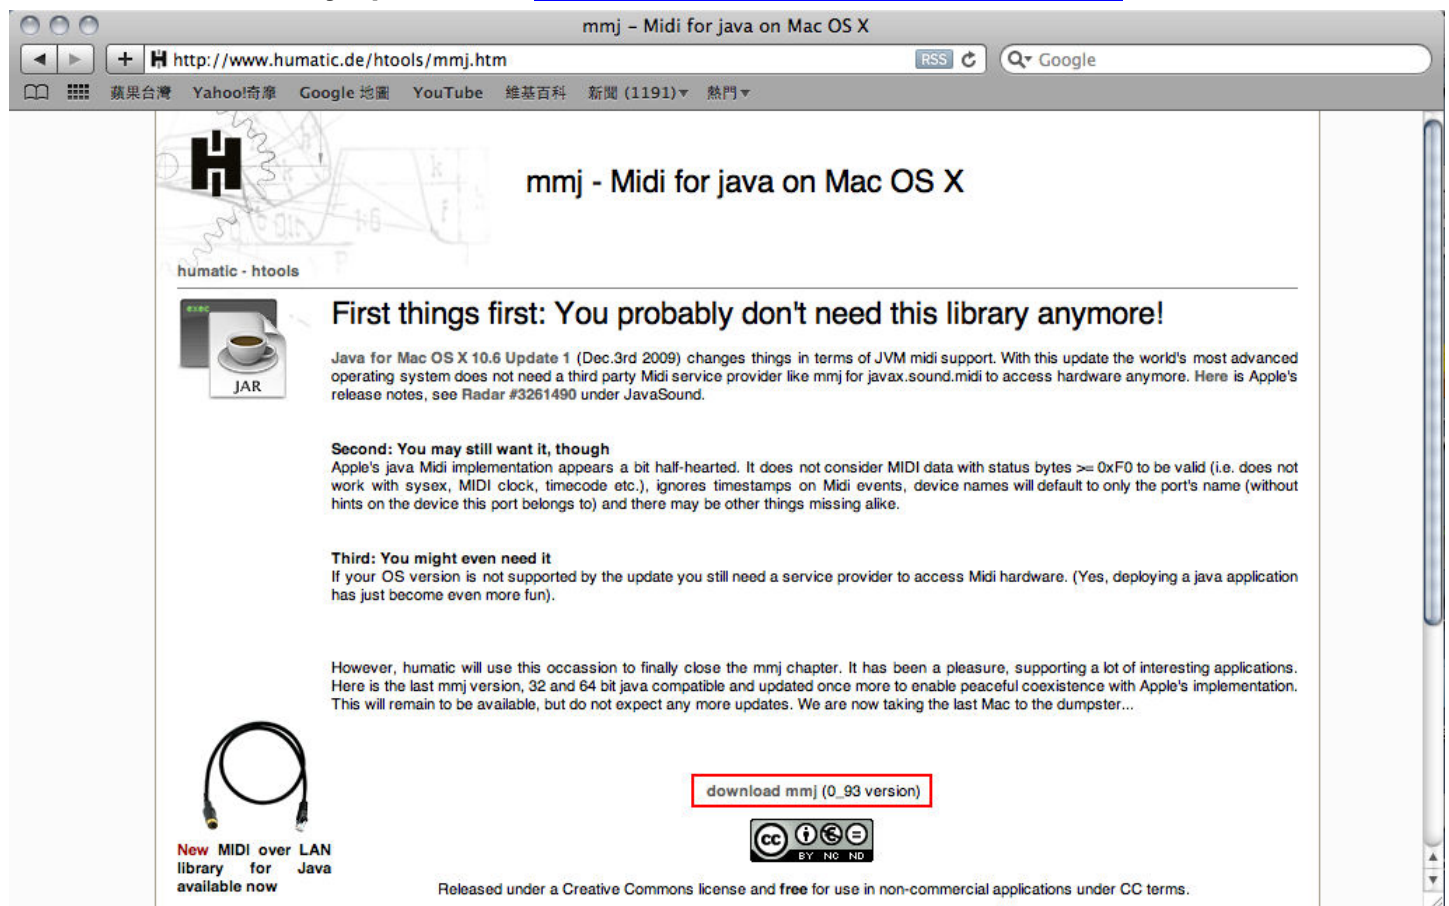 mmj – Midi for java on Mac OS X
http://www.humatic.de/htools/mmj.htm
RSS
Google
蘋果台灣 Yahoo!奇摩 Google 地圖 YouTube 維基百科 新聞 (1191)▾ 熱門▾
H
mmj - Midi for java on Mac OS X
humatic - htools
exec
JAR
First things first: You probably don't need this library anymore!
Java for Mac OS X 10.6 Update 1 (Dec.3rd 2009) changes things in terms of JVM midi support. With this update the world's most advanced
operating system does not need a third party Midi service provider like mmj for javax.sound.midi to access hardware anymore. Here is Apple's
release notes, see Radar #3261490 under JavaSound.
Second: You may still want it, though
Apple's java Midi implementation appears a bit half-hearted. It does not consider MIDI data with status bytes >= 0xF0 to be valid (i.e. does not
work with sysex, MIDI clock, timecode etc.), ignores timestamps on Midi events, device names will default to only the port's name (without
hints on the device this port belongs to) and there may be other things missing alike.
Third: You might even need it
If your OS version is not supported by the update you still need a service provider to access Midi hardware. (Yes, deploying a java application
has just become even more fun).
However, humatic will use this occassion to finally close the mmj chapter. It has been a pleasure, supporting a lot of interesting applications.
Here is the last mmj version, 32 and 64 bit java compatible and updated once more to enable peaceful coexistence with Apple's implementation.
This will remain to be available, but do not expect any more updates. We are now taking the last Mac to the dumpster...
download mmj (0_93 version)
cc
BY NC ND
New MIDI over LAN
library for Java
available now
Released under a Creative Commons license and free for use in non-commercial applications under CC terms.